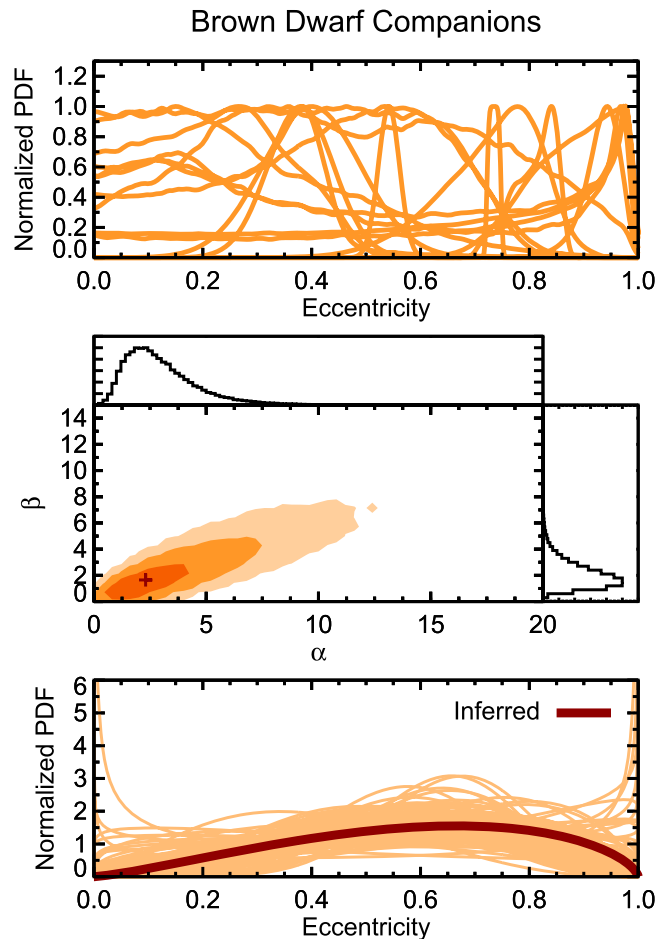 Brown Dwarf Companions
Normalized PDF
1.2
1.0
0.8
0.6
0.4
0.2
0.0
0.0 0.2 0.4 0.6 0.8 1.0
Eccentricity
β
14
12
10
8
6
4
2
0
0 5 10 15 20
α
Normalized PDF
6
5
4
3
2
1
0
Inferred
0.0 0.2 0.4 0.6 0.8 1.0
Eccentricity